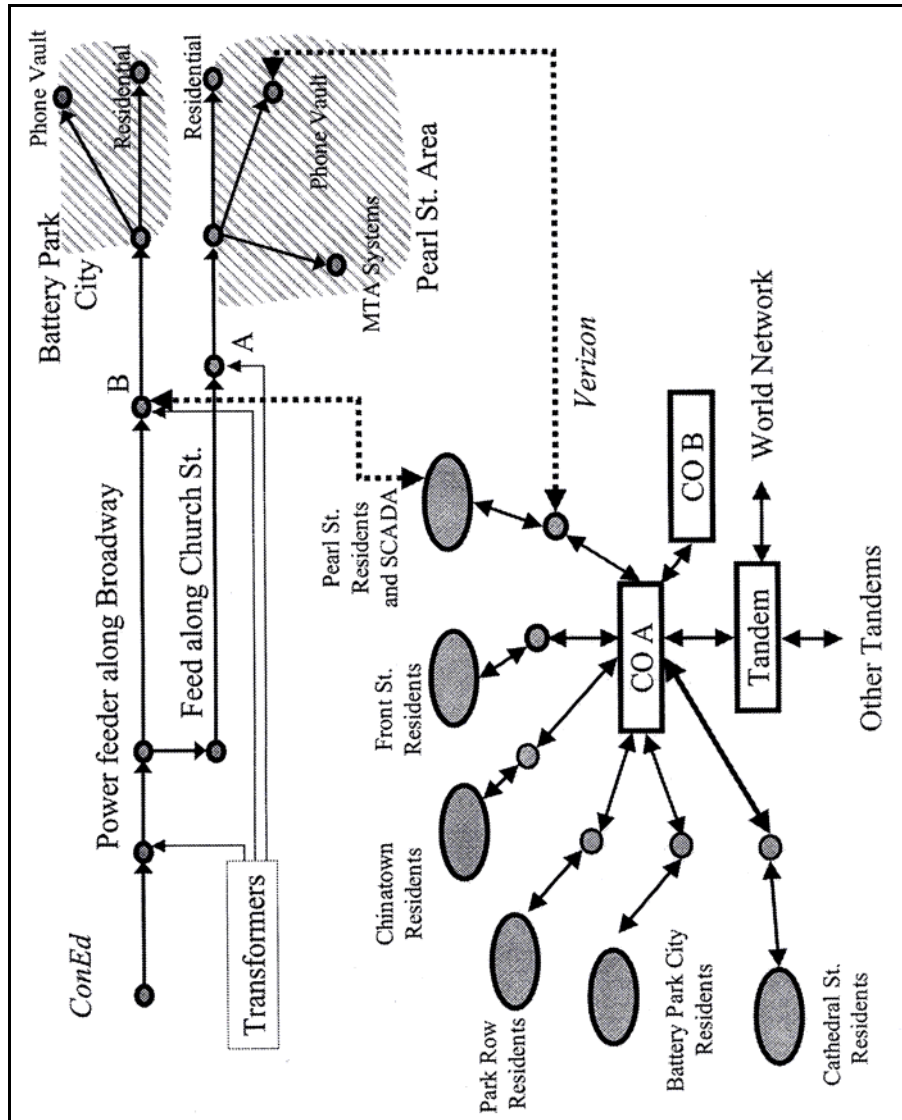 ConEd
Power feeder along Broadway
B
Battery Park
City
Phone Vault
Residential
Transformers
Feed along Church St.
A
Residential
Phone Vault
MTA Systems
Pearl St. Area
Pearl St.
Residents
and SCADA
Verizon
Front St.
Residents
Chinatown
Residents
Park Row
Residents
Battery Park City
Residents
Cathedral St.
Residents
CO A
CO B
Tandem
World Network
Other Tandems